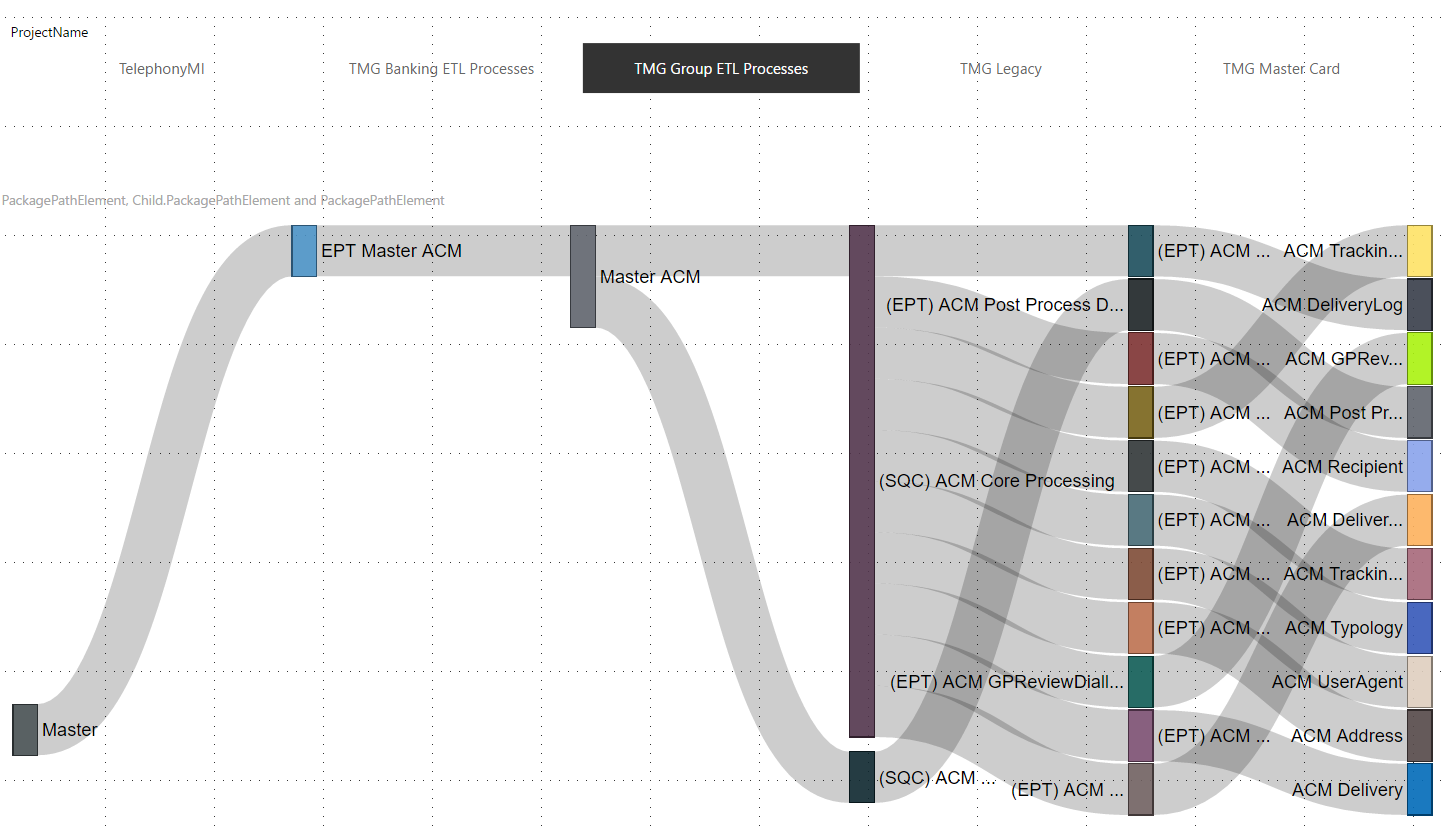 ProjectName
TelephonyMI
TMG Banking ETL Processes
TMG Group ETL Processes
TMG Legacy
TMG Master Card
PackagePathElement, Child.PackagePathElement and PackagePathElement
EPT Master ACM
Master ACM
(EPT) ACM ...
ACM Trackin...
(EPT) ACM Post Process D...
ACM DeliveryLog
(EPT) ACM ...
ACM GPRev...
(EPT) ACM ...
ACM Post Pr...
(SQC) ACM Core Processing
(EPT) ACM ...
ACM Recipient
(EPT) ACM ...
ACM Deliver...
(EPT) ACM ...
ACM Trackin...
(EPT) ACM ...
ACM Typology
(EPT) ACM GPReviewDiall...
ACM UserAgent
Master
(EPT) ACM ...
ACM Address
(SQC) ACM ...
(EPT) ACM ...
ACM Delivery